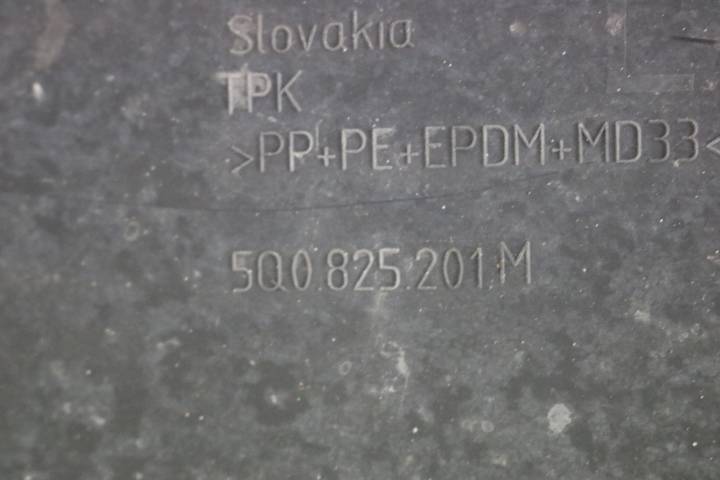 Slovakia
TPK
>PP+PE+EPDM+MD33<
5Q0.825.201.M